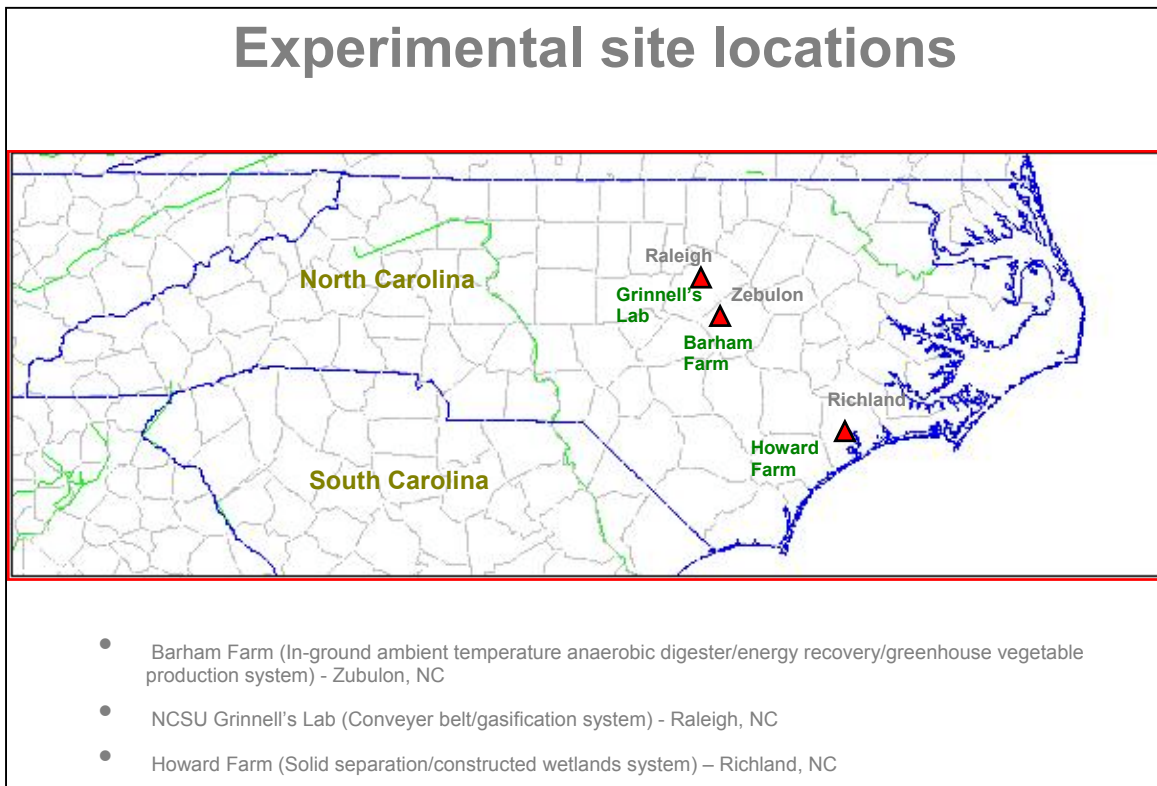 Experimental site locations
Raleigh
North Carolina
Grinnell's
Lab
Zebulon
Barham
Farm
Richland
Howard
Farm
South Carolina
• Barham Farm (In-ground ambient temperature anaerobic digester/energy recovery/greenhouse vegetable
production system) - Zubulon, NC
• NCSU Grinnell's Lab (Conveyer belt/gasification system) - Raleigh, NC
• Howard Farm (Solid separation/constructed wetlands system) – Richland, NC